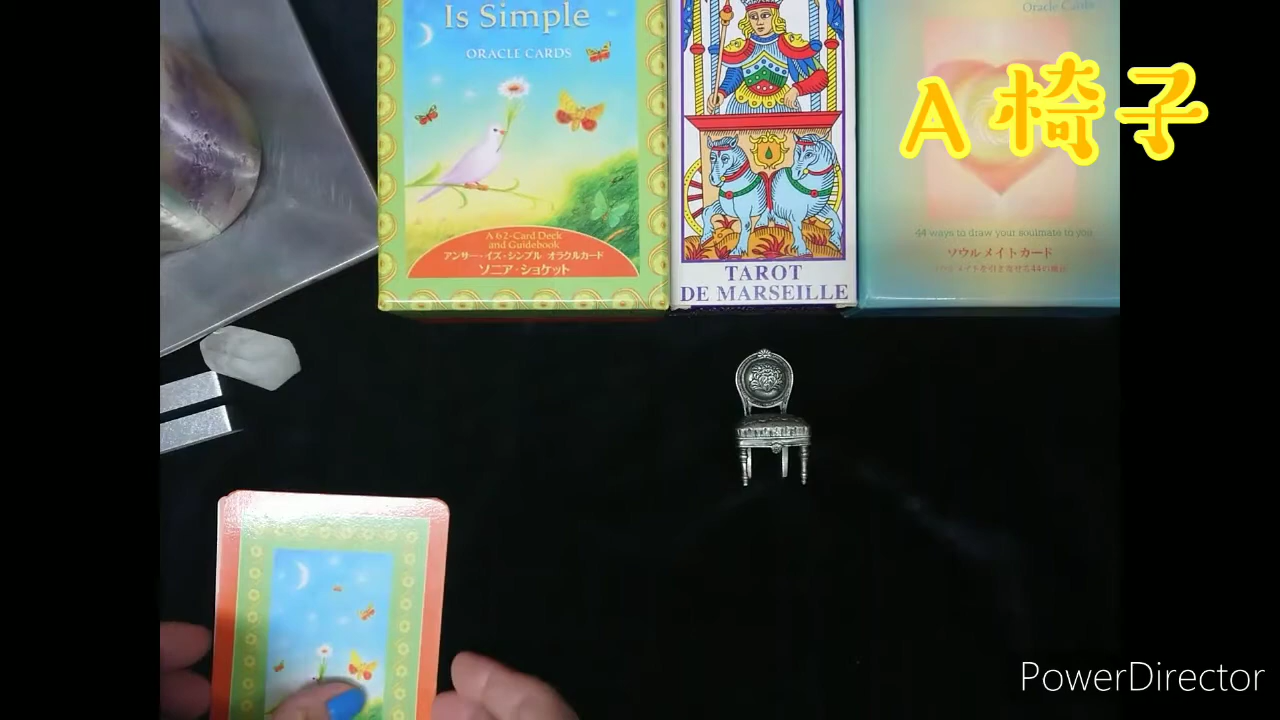 Is Simple
ORACLE CARDS
A 62-Card Deck
and Guidebook
アンサー・イズ・シンプル オラクルカード
ソニア・ショケット
TAROT
DE MARSEILLE
Oracle Cards
A 椅子
44 ways to draw your soulmate to you
ソウルメイトカード
PowerDirector